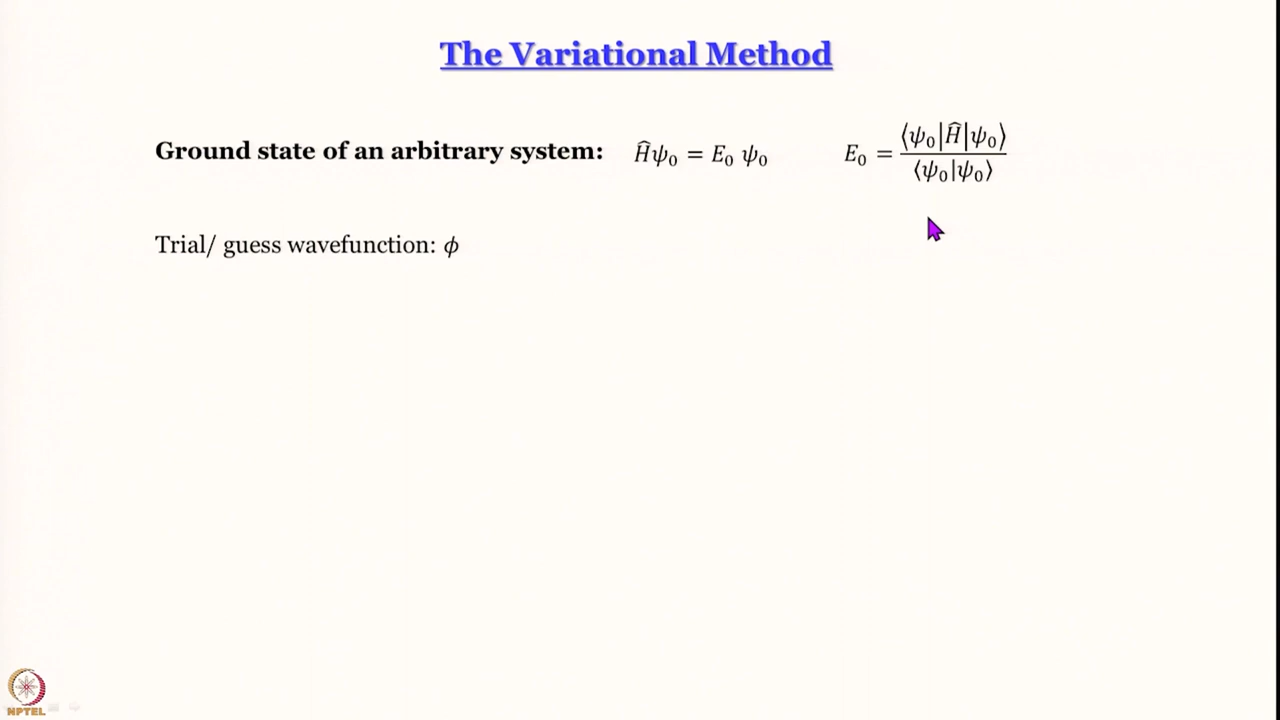 The Variational Method
Ground state of an arbitrary system: Ĥψ₀ = E₀ ψ₀ E₀ = ⟨ψ₀|Ĥ|ψ₀⟩ / ⟨ψ₀|ψ₀⟩
Trial/ guess wavefunction: ϕ
NPTEL